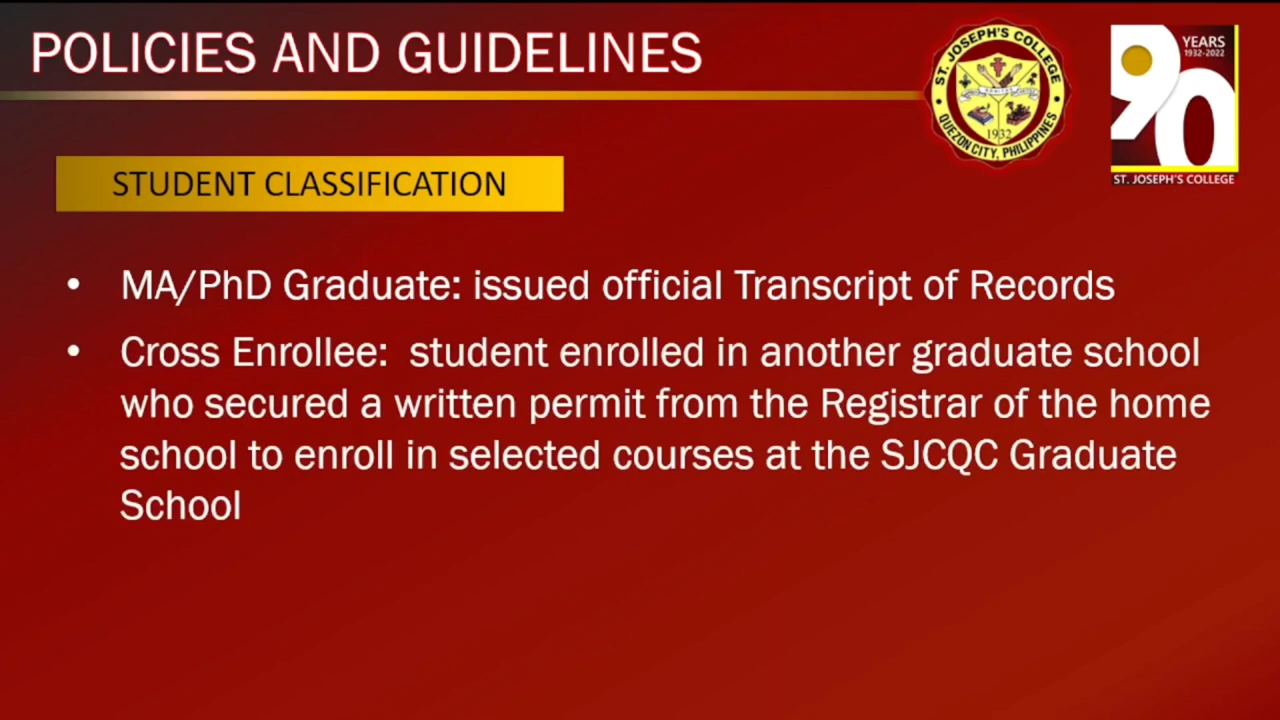 POLICIES AND GUIDELINES
ST. JOSEPH'S COLLEGE
QUEZON CITY, PHILIPPINES
1932
90
YEARS
1932-2022
ST. JOSEPH'S COLLEGE
STUDENT CLASSIFICATION
• MA/PhD Graduate: issued official Transcript of Records
• Cross Enrollee: student enrolled in another graduate school
who secured a written permit from the Registrar of the home
school to enroll in selected courses at the SJCQC Graduate
School